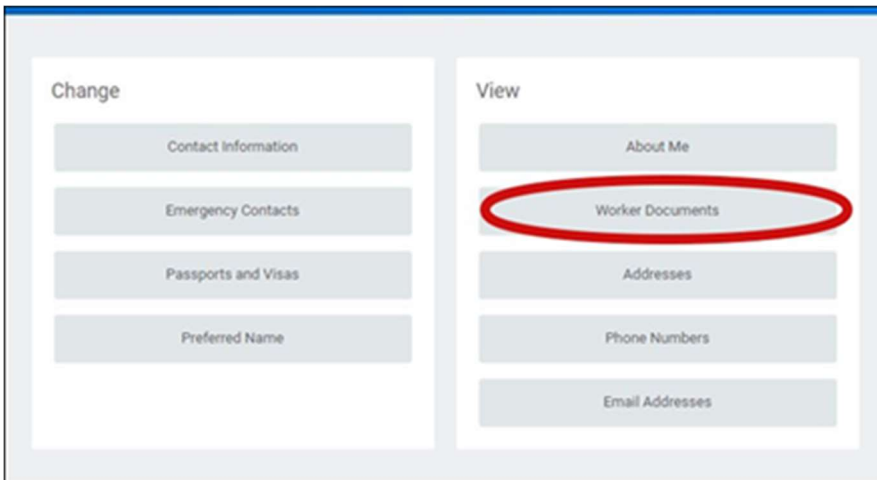 Change
Contact Information
Emergency Contacts
Passports and Visas
Preferred Name
View
About Me
Worker Documents
Addresses
Phone Numbers
Email Addresses